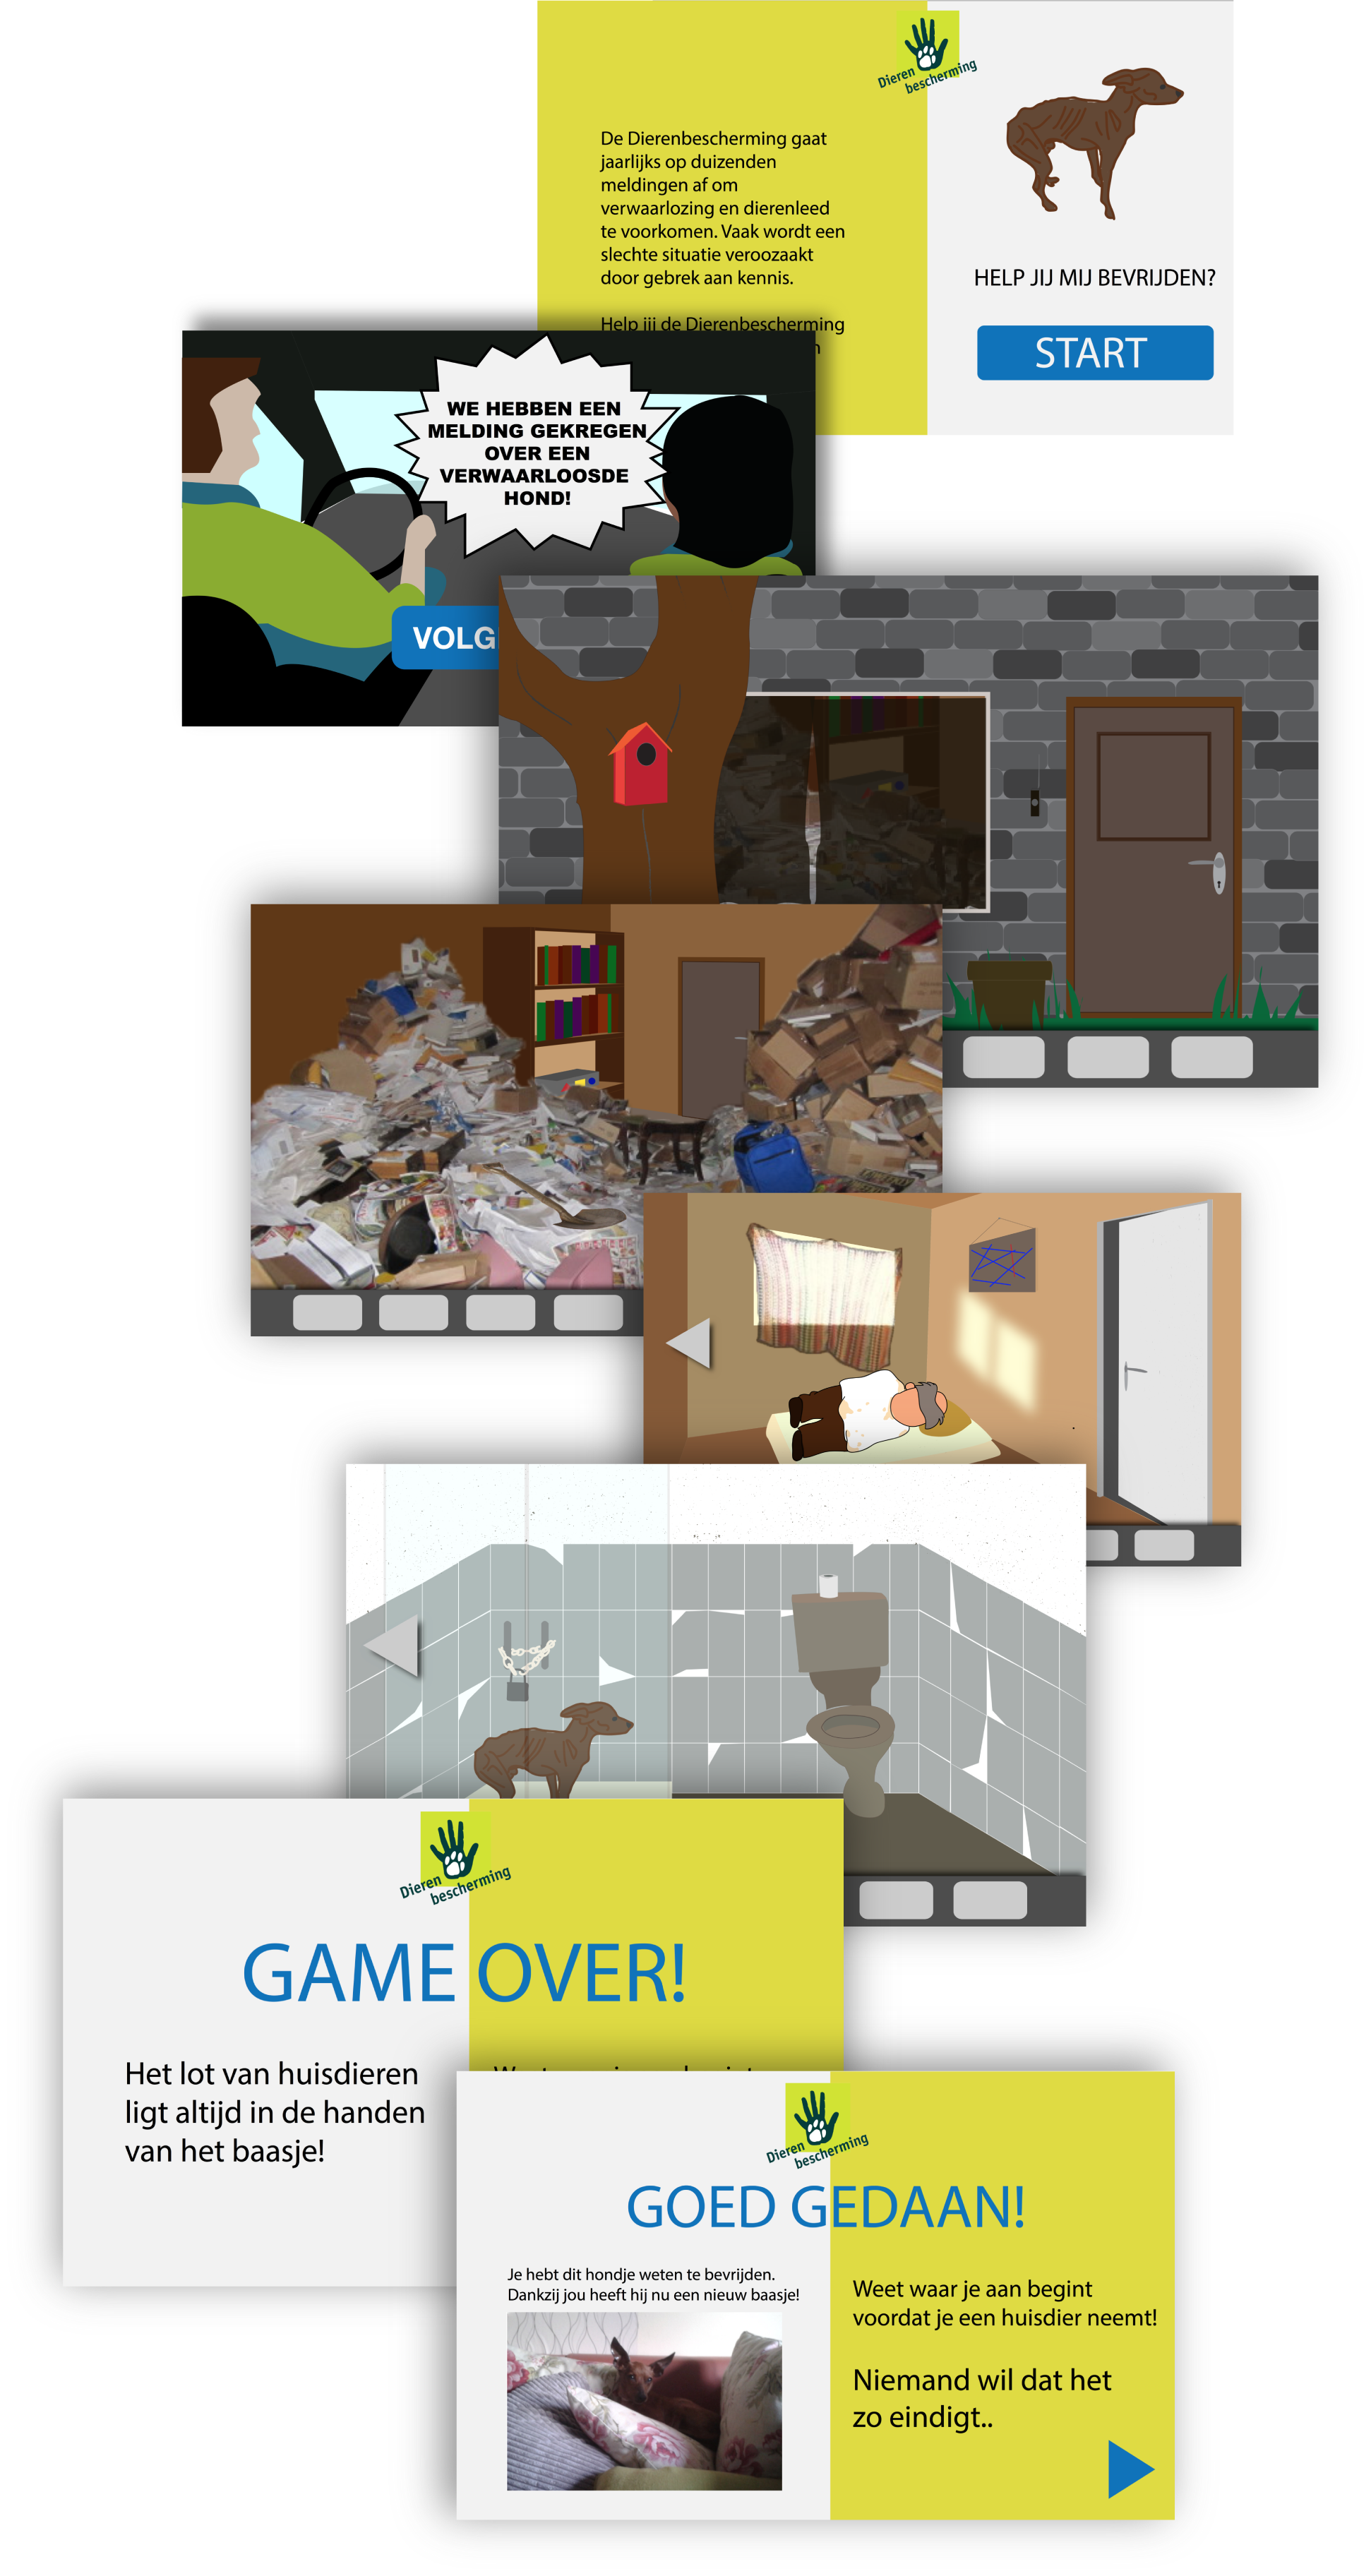 Dieren
bescherming
De Dierenbescherming gaat
jaarlijks op duizenden
meldingen af om
verwaarlozing en dierenleed
te voorkomen. Vaak wordt een
slechte situatie veroozaakt
door gebrek aan kennis.
Help jij de Dierenbescherming
HELP JIJ MIJ BEVRIJDEN?
START
WE HEBBEN EEN
MELDING GEKREGEN
OVER EEN
VERWAARLOOSDE
HOND!
VOLG
Dieren
bescherming
GAME OVER!
Het lot van huisdieren
ligt altijd in de handen
van het baasje!
Dieren
bescherming
GOED GEDAAN!
Je hebt dit hondje weten te bevrijden.
Dankzij jou heeft hij nu een nieuw baasje!
Weet waar je aan begint
voordat je een huisdier neemt!
Niemand wil dat het
zo eindigt..